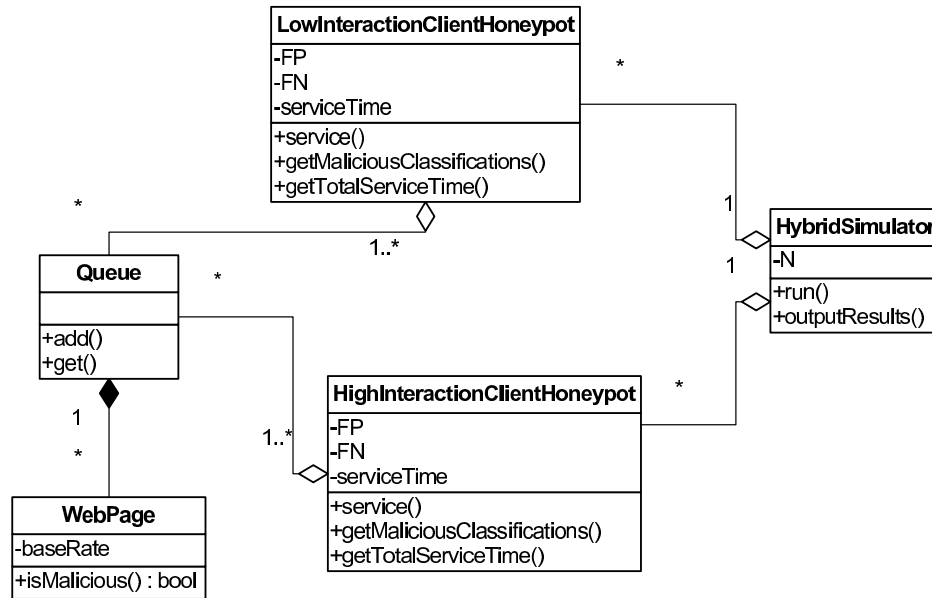 LowInteractionClientHoneypot
-FP
-FN
-serviceTime
+service()
+getMaliciousClassifications()
+getTotalServiceTime()
*
1
*
1..*
HybridSimulator
-N
+run()
+outputResults()
1
Queue
+add()
+get()
*
1..*
*
HighInteractionClientHoneypot
-FP
-FN
-serviceTime
+service()
+getMaliciousClassifications()
+getTotalServiceTime()
1
*
WebPage
-baseRate
+isMalicious() : bool